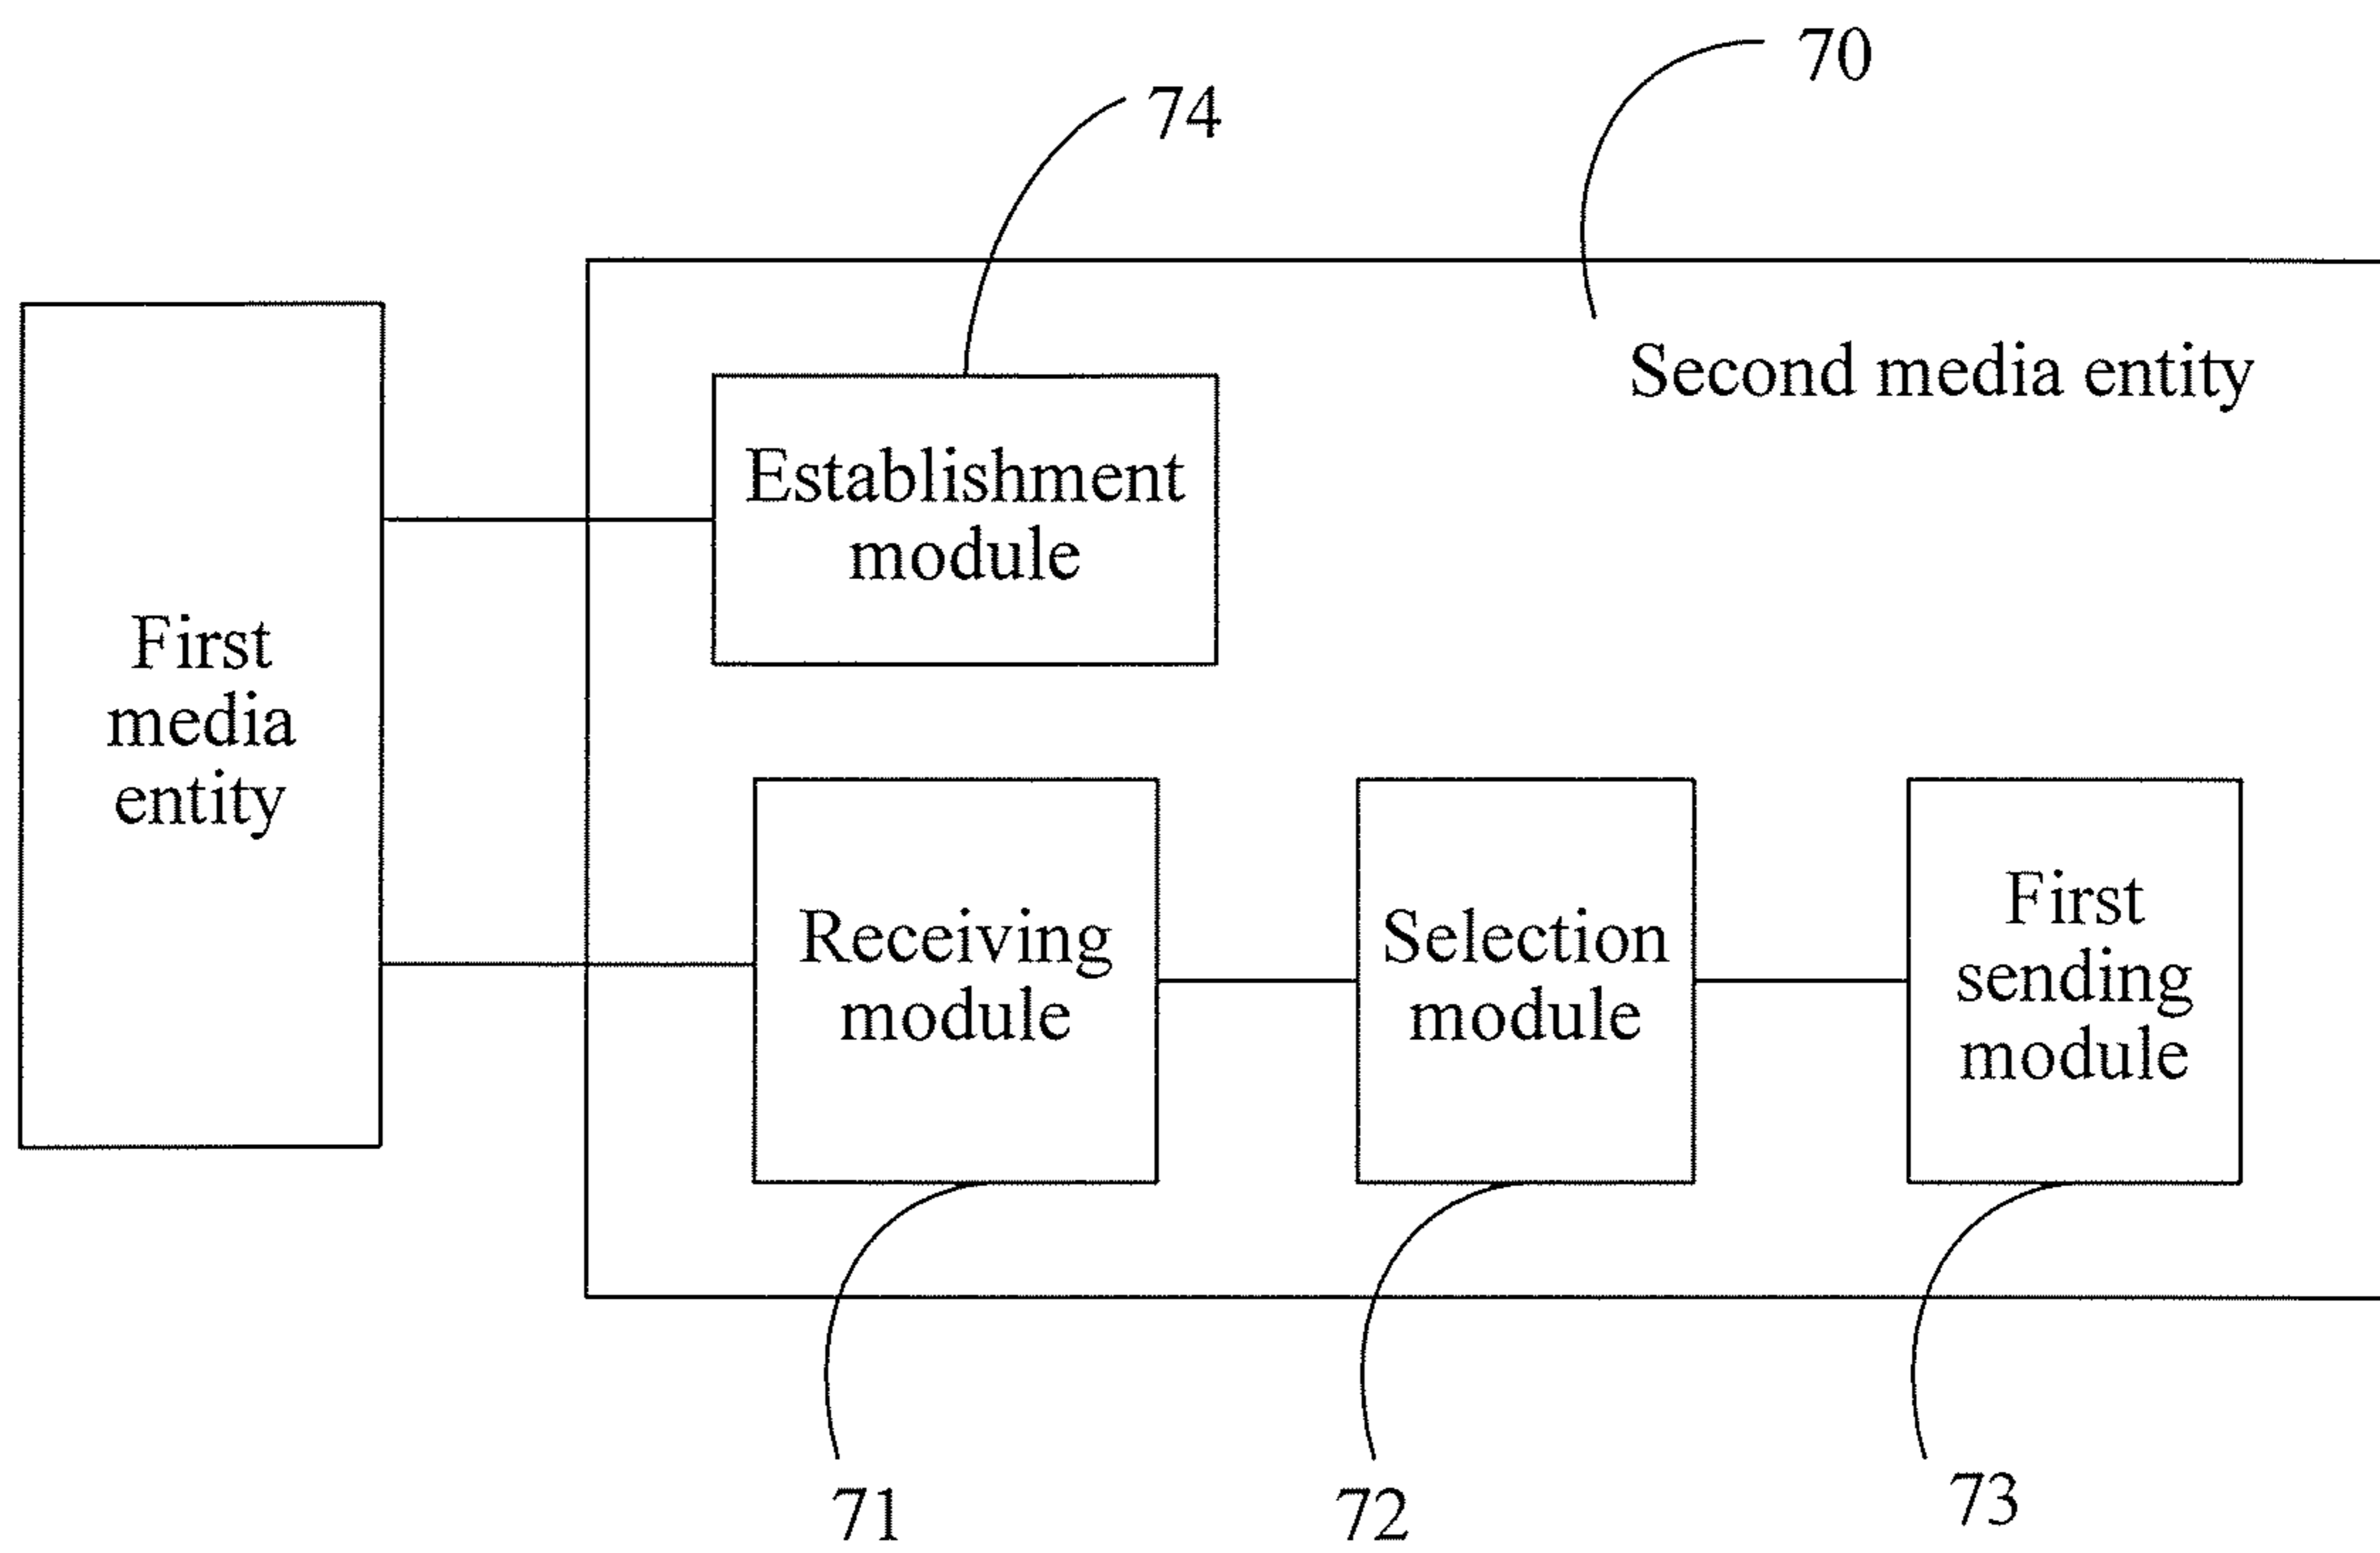 70
74
Second media entity
Establishment
module
First
media
entity
Receiving
module
Selection
module
First
sending
module
71
72
73